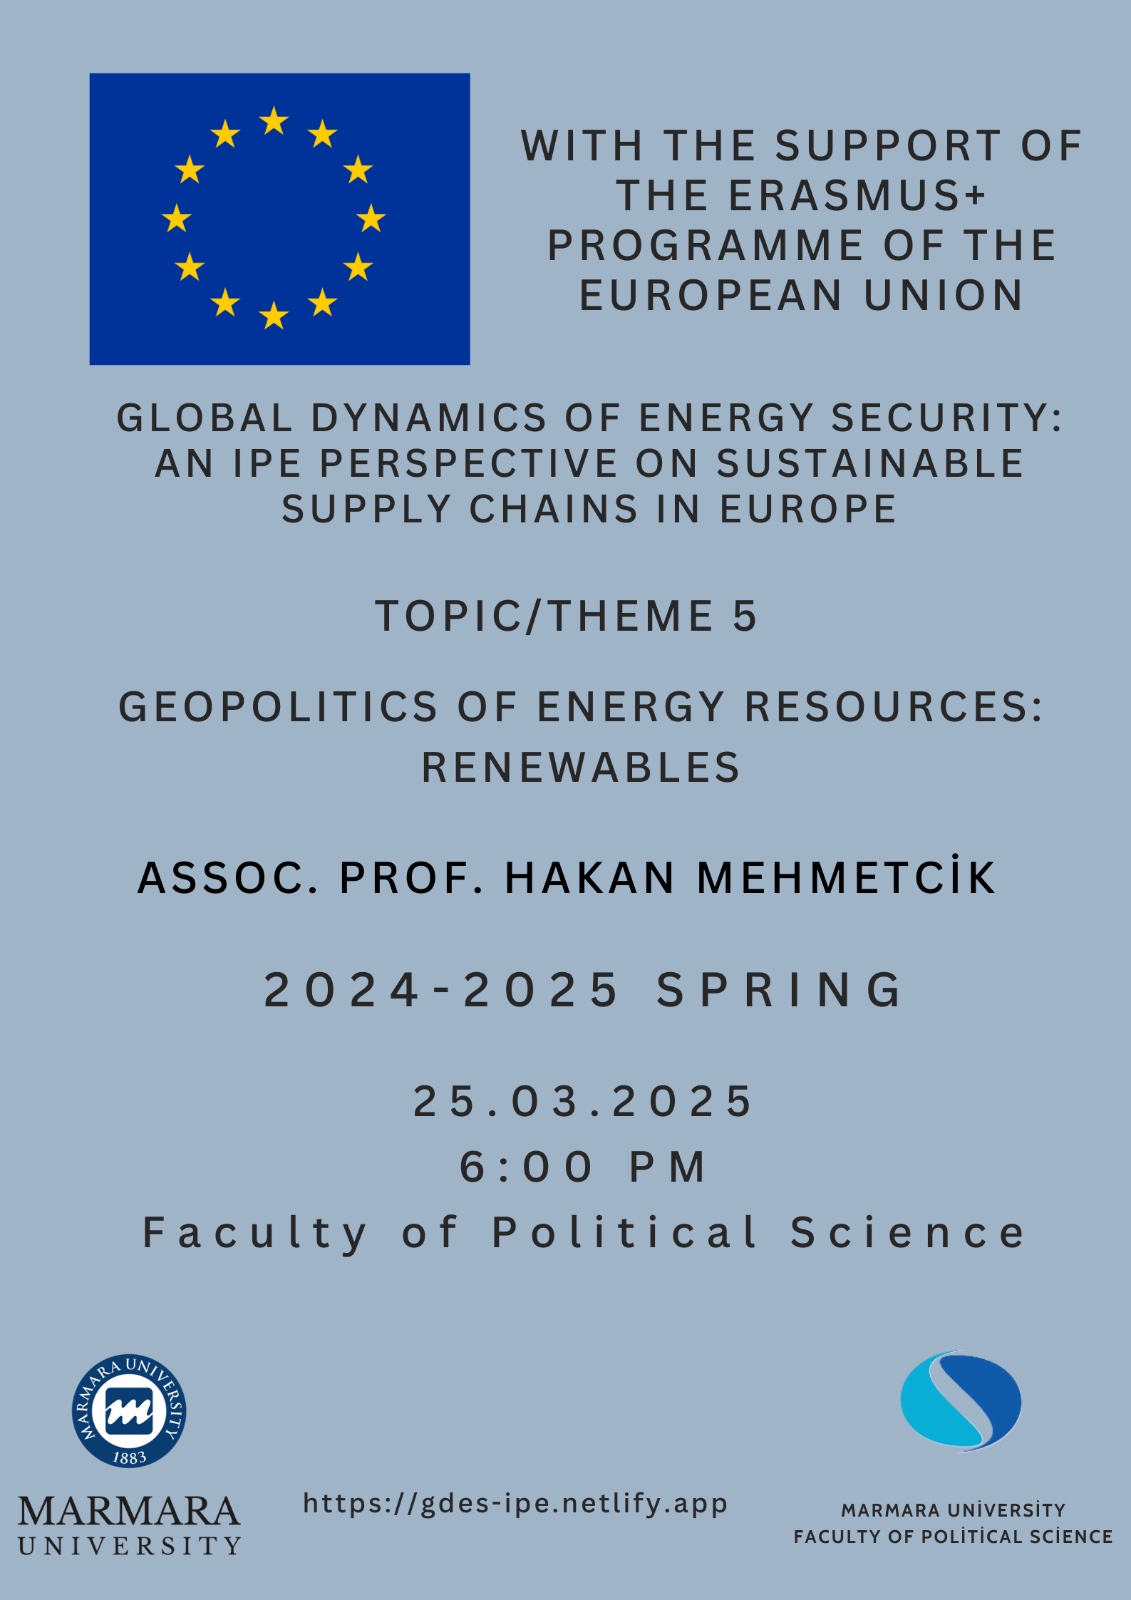 WITH THE SUPPORT OF
THE ERASMUS+
PROGRAMME OF THE
EUROPEAN UNION
GLOBAL DYNAMICS OF ENERGY SECURITY:
AN IPE PERSPECTIVE ON SUSTAINABLE
SUPPLY CHAINS IN EUROPE
TOPIC/THEME 5
GEOPOLITICS OF ENERGY RESOURCES:
RENEWABLES
ASSOC. PROF. HAKAN MEHMETCİK
2024-2025 SPRING
25.03.2025
6:00 PM
Faculty of Political Science
MARMARA UNIVERSITY
1883
MARMARA
UNIVERSITY
https://gdes-ipe.netlify.app
MARMARA UNİVERSİTY
FACULTY OF POLİTİCAL SCİENCE